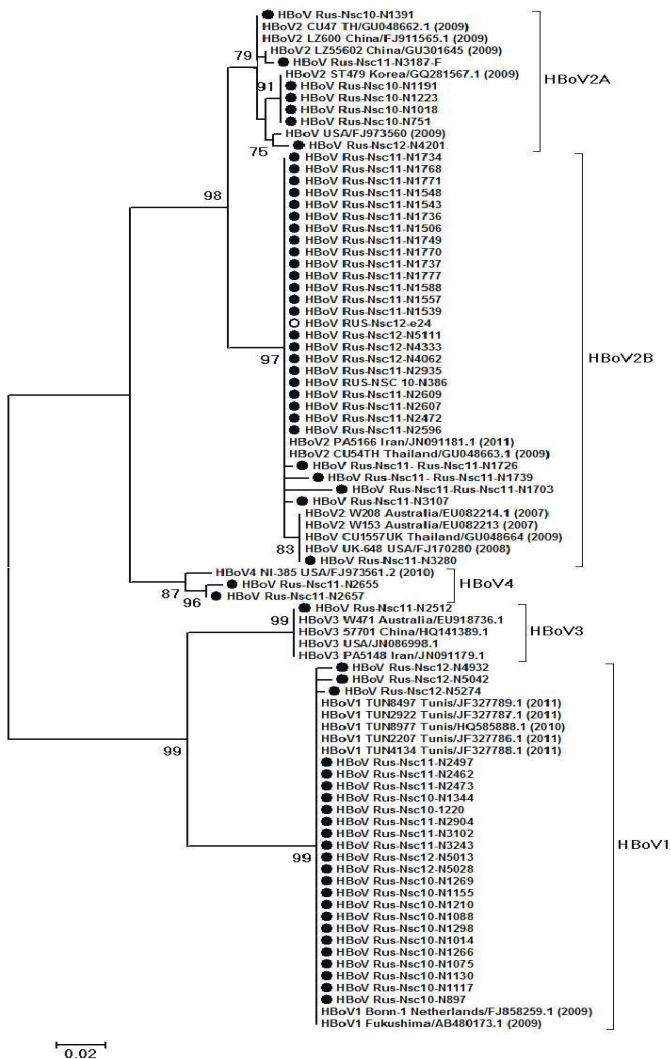 HBoV Rus-Nsc10-N1391
HBoV2 CU47 TH/GU048662.1 (2009)
HBoV2 LZ600 China/FJ911565.1 (2009)
HBoV2 LZ55602 China/GU301645 (2009)
79
HBoV Rus-Nsc11-N3187-F
HBoV2 ST479 Korea/GQ281567.1 (2009)
HBoV2A
91
HBoV Rus-Nsc10-N1191
HBoV Rus-Nsc10-N1223
HBoV Rus-Nsc10-N1018
HBoV Rus-Nsc10-N751
HBoV USA/FJ973560 (2009)
75
HBoV Rus-Nsc12-N4201
HBoV Rus-Nsc11-N1734
HBoV Rus-Nsc11-N1768
HBoV Rus-Nsc11-N1771
98
HBoV Rus-Nsc11-N1548
HBoV Rus-Nsc11-N1543
HBoV Rus-Nsc11-N1736
HBoV Rus-Nsc11-N1506
HBoV Rus-Nsc11-N1749
HBoV Rus-Nsc11-N1770
HBoV Rus-Nsc11-N1737
HBoV Rus-Nsc11-N1777
HBoV Rus-Nsc11-N1588
HBoV Rus-Nsc11-N1557
HBoV Rus-Nsc11-N1539
HBoV RUS-Nsc12-e24
HBoV Rus-Nsc12-N5111
HBoV Rus-Nsc12-N4333
97
HBoV Rus-Nsc12-N4062
HBoV2B
HBoV Rus-Nsc11-N2935
HBoV RUS-NSC 10-N386
HBoV Rus-Nsc11-N2609
HBoV Rus-Nsc11-N2607
HBoV Rus-Nsc11-N2472
HBoV Rus-Nsc11-N2596
HBoV2 PA5166 Iran/JN091181.1 (2011)
HBoV2 CU54TH Thailand/GU048663.1 (2009)
HBoV Rus-Nsc11- Rus-Nsc11-N1726
HBoV Rus-Nsc11- Rus-Nsc11-N1739
HBoV Rus-Nsc11-Rus-Nsc11-N1703
HBoV Rus-Nsc11-N3107
HBoV2 W208 Australia/EU082214.1 (2007)
HBoV2 W153 Australia/EU082213 (2007)
HBoV CU1557UK Thailand/GU048664 (2009)
83
HBoV UK-648 USA/FJ170280 (2008)
HBoV Rus-Nsc11-N3280
HBoV4 NI-385 USA/FJ973561.2 (2010)
87
HBoV Rus-Nsc11-N2655
HBoV4
96
HBoV Rus-Nsc11-N2657
HBoV Rus-Nsc11-N2512
99
HBoV3 W471 Australia/EU918736.1
HBoV3 57701 China/HQ141389.1
HBoV3
HBoV3 USA/JN086998.1
HBoV3 PA5148 Iran/JN091179.1
HBoV Rus-Nsc12-N4932
HBoV Rus-Nsc12-N5042
HBoV Rus-Nsc12-N5274
HBoV1 TUN8497 Tunis/JF327789.1 (2011)
HBoV1 TUN2922 Tunis/JF327787.1 (2011)
HBoV1 TUN8977 Tunis/HQ585888.1 (2010)
HBoV1 TUN2207 Tunis/JF327786.1 (2011)
99
HBoV1 TUN4134 Tunis/JF327788.1 (2011)
HBoV Rus-Nsc11-N2497
HBoV Rus-Nsc11-N2462
HBoV Rus-Nsc11-N2473
HBoV Rus-Nsc10-N1344
HBoV Rus-Nsc10-1220
HBoV Rus-Nsc11-N2904
HBoV Rus-Nsc11-N3102
HBoV Rus-Nsc11-N3243
HBoV1
99
HBoV Rus-Nsc12-N5013
HBoV Rus-Nsc12-N5028
HBoV Rus-Nsc10-N1269
HBoV Rus-Nsc10-N1155
HBoV Rus-Nsc10-N1210
HBoV Rus-Nsc10-N1088
HBoV Rus-Nsc10-N1298
HBoV Rus-Nsc10-N1014
HBoV Rus-Nsc10-N1266
HBoV Rus-Nsc10-N1075
HBoV Rus-Nsc10-N1130
HBoV Rus-Nsc10-N1117
HBoV Rus-Nsc10-N897
HBoV1 Bonn-1 Netherlands/FJ858259.1 (2009)
HBoV1 Fukushima/AB480173.1 (2009)
0.02